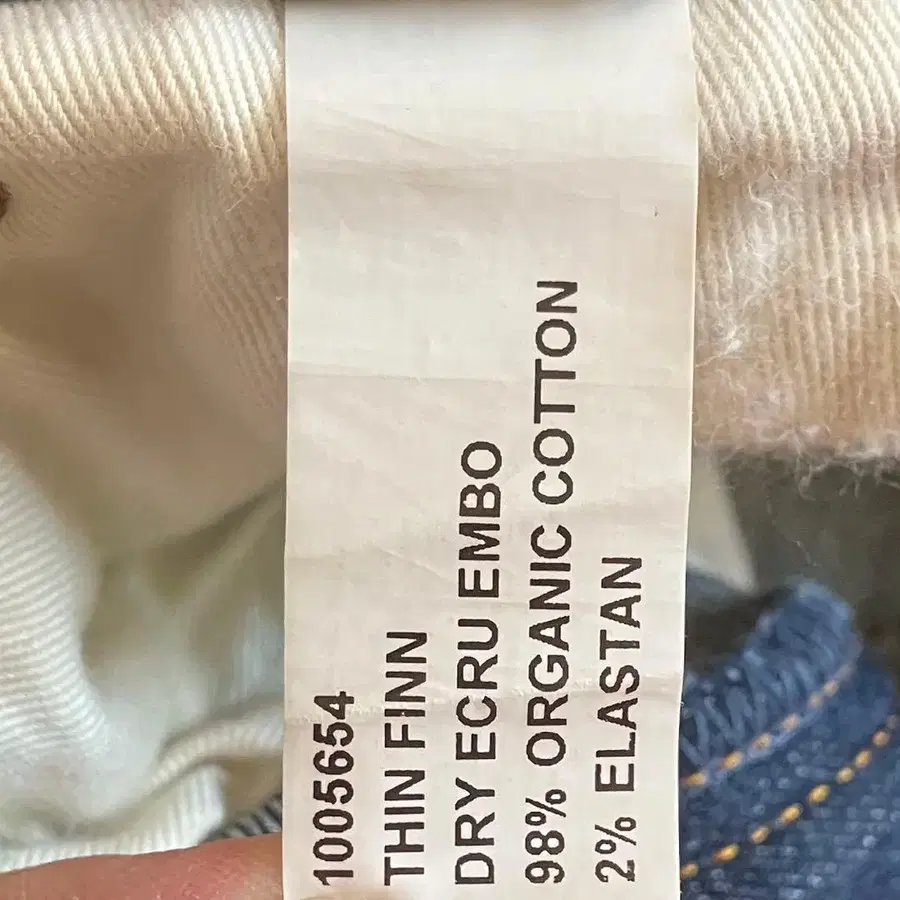 1005654
THIN FINN
DRY ECRU EMBO
98% ORGANIC COTTON
2% ELASTAN